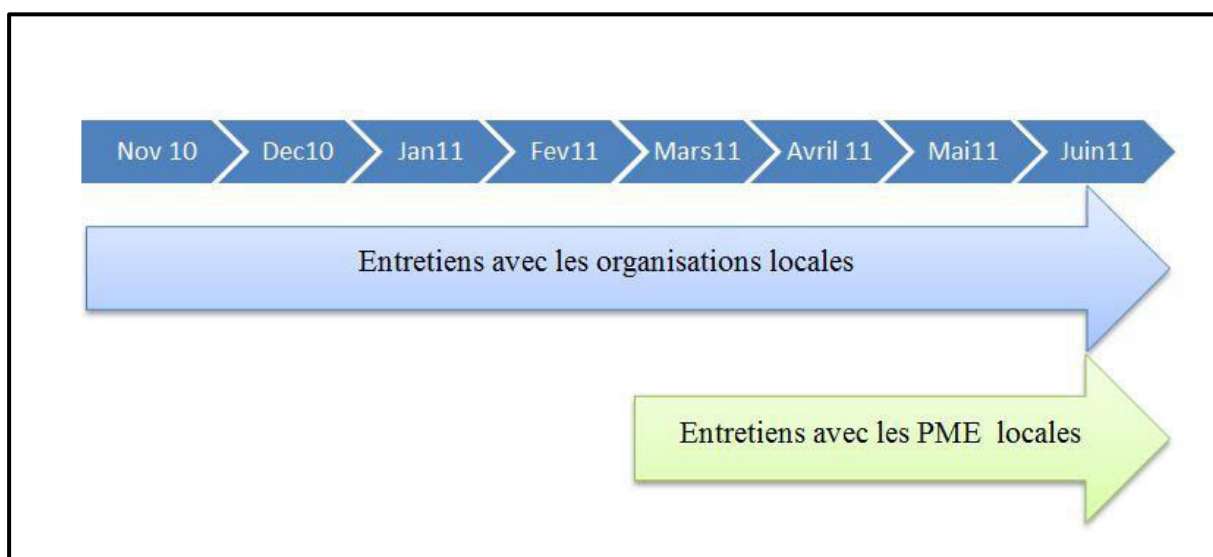 Nov 10 Dec10 Jan11 Fev11 Mars11 Avril 11 Mai11 Juin11
Entretiens avec les organisations locales
Entretiens avec les PME locales